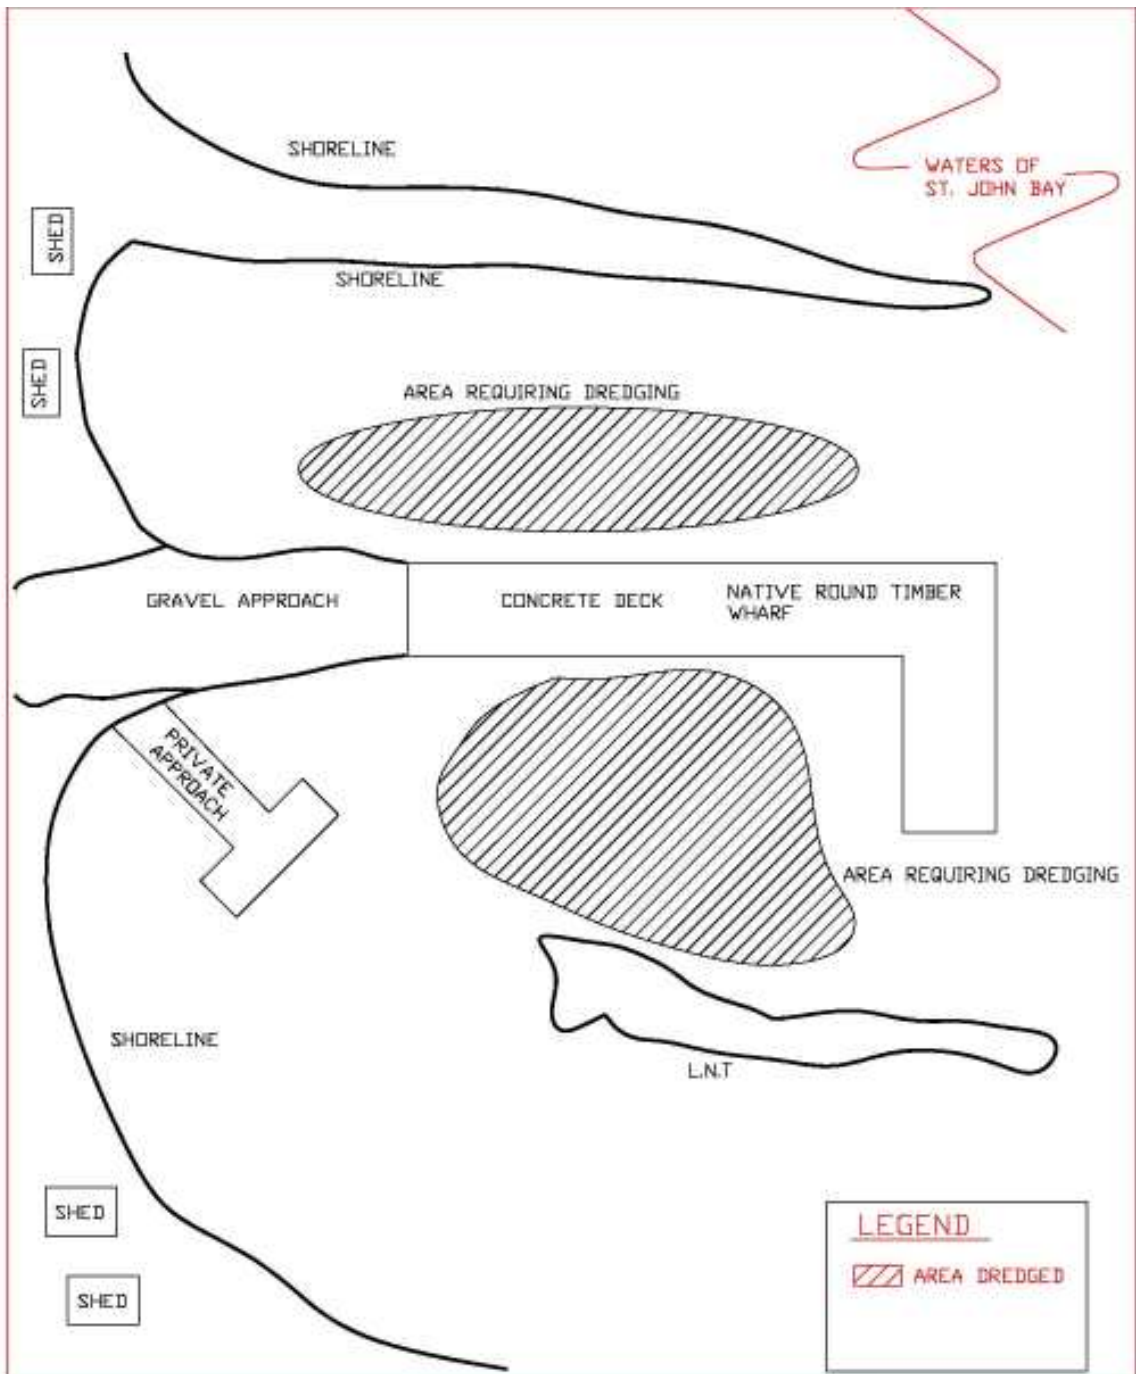 SHORELINE
WATERS OF
ST. JOHN BAY
SHED
SHORELINE
SHED
AREA REQUIRING DREDGING
GRAVEL APPROACH
CONCRETE DECK
NATIVE ROUND TIMBER
WHARF
PRIVATE
APPROACH
AREA REQUIRING DREDGING
SHORELINE
L.N.T
SHED
SHED
LEGEND
AREA DREDGED